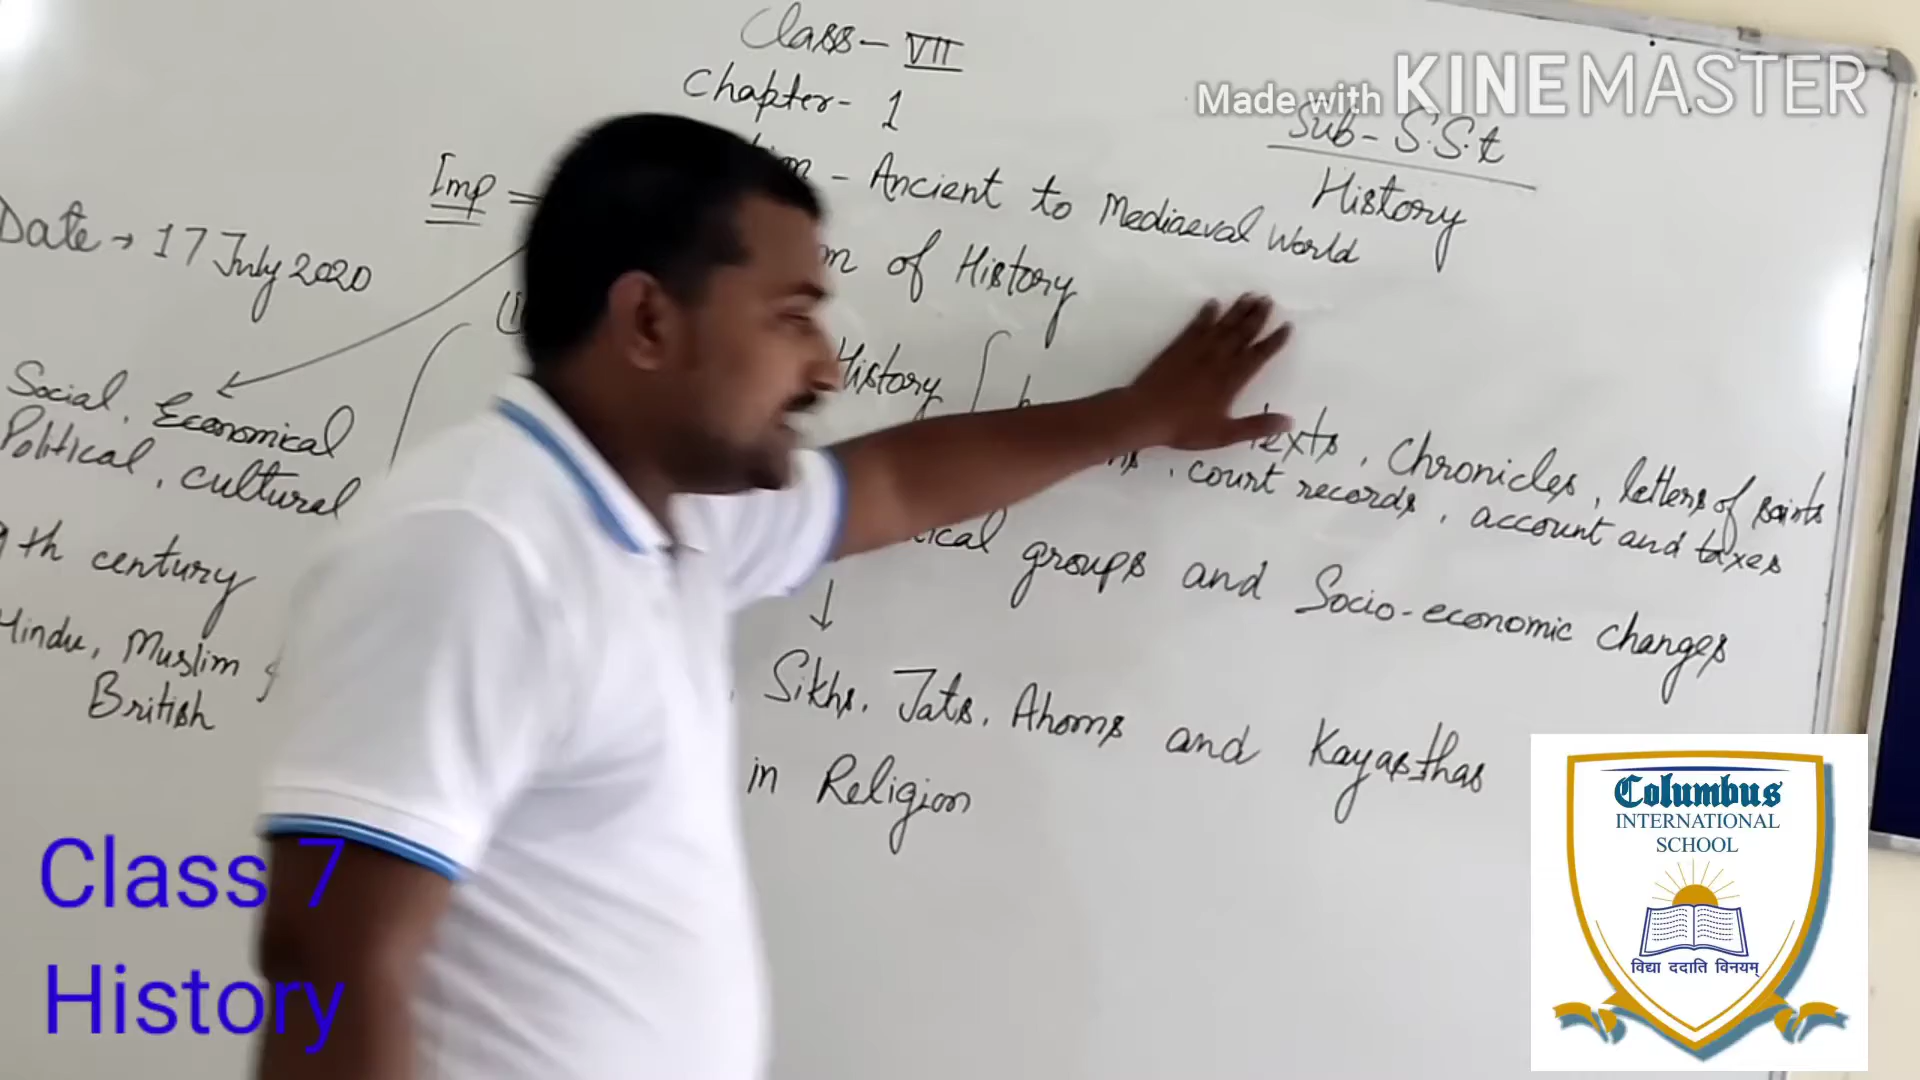 Class - VII
Chapter - 1
Made with KINEMASTER
Sub - S.St
History
Imp =
- Ancient to Mediaeval World
Date → 17 July 2020
of History
History
texts, Chronicles, letters of saints
court records, account and taxes
Social, Economical
Political, cultural
groups and Socio-economic changes
th century
Hindu, Muslim &
British
Sikhs, Jats, Ahoms and Kayasthas
in Religion
Class 7
History
Columbus
INTERNATIONAL
SCHOOL
विद्या ददाति विनयम्